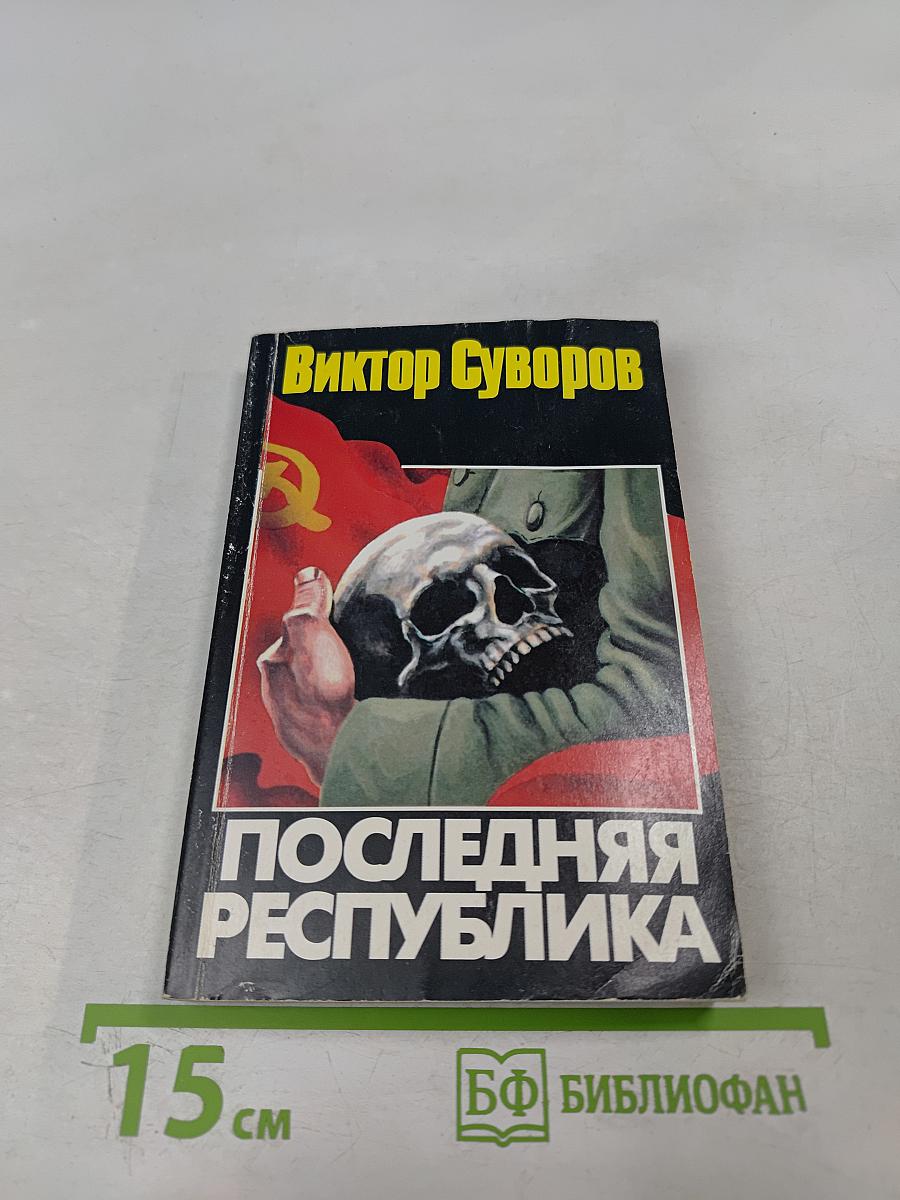 Виктор Суворов
ПОСЛЕДНЯЯ
РЕСПУБЛИКА
15 см
БФ БИБЛИОФАН